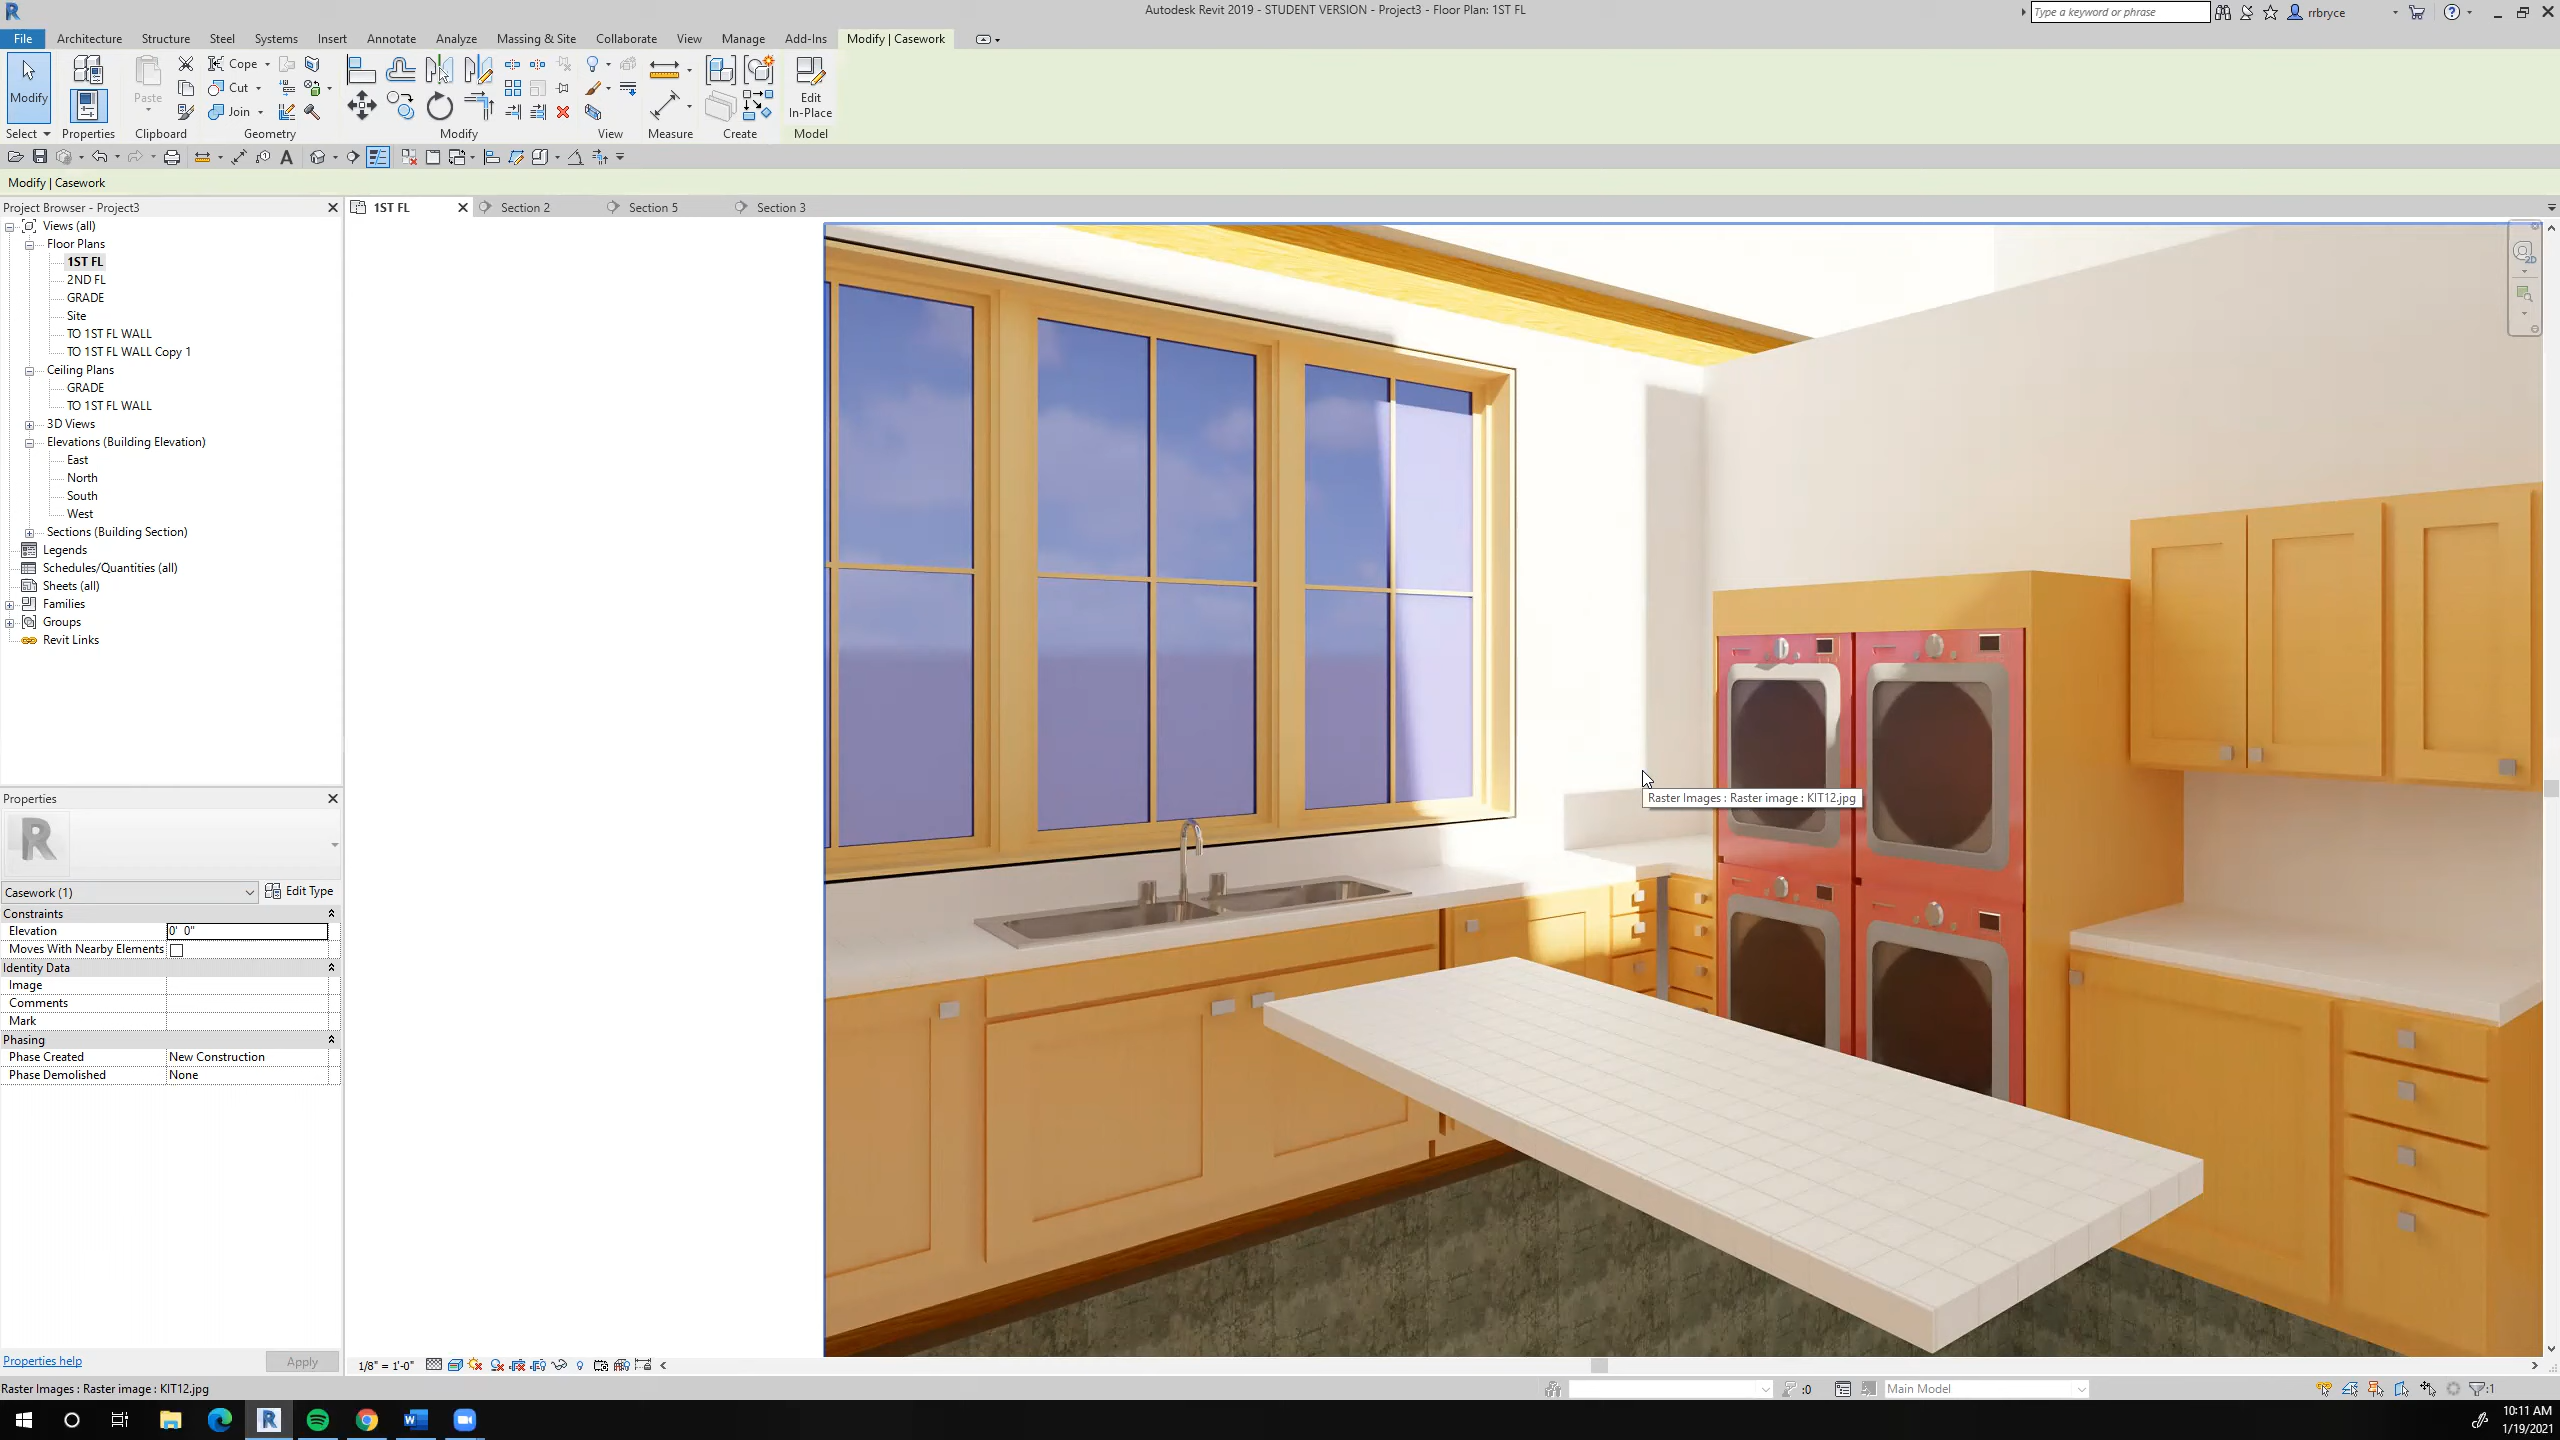 Autodesk Revit 2019 - STUDENT VERSION - Project3 - Floor Plan: 1ST FL
Type a keyword or phrase
rrbryce
File Architecture Structure Steel Systems Insert Annotate Analyze Massing & Site Collaborate View Manage Add-Ins Modify | Casework
Modify
Paste
Cope
Cut
Join
Edit
In-Place
Select Properties Clipboard Geometry Modify View Measure Create Model
Modify | Casework
Project Browser - Project3
1ST FL Section 2 Section 5 Section 3
Views (all)
Floor Plans
1ST FL
2ND FL
GRADE
Site
TO 1ST FL WALL
TO 1ST FL WALL Copy 1
Ceiling Plans
GRADE
TO 1ST FL WALL
3D Views
Elevations (Building Elevation)
East
North
South
West
Sections (Building Section)
Legends
Schedules/Quantities (all)
Sheets (all)
Families
Groups
Revit Links
Raster Images : Raster image : KIT12.jpg
Properties
R
Casework (1) Edit Type
Constraints
Elevation 0' 0"
Moves With Nearby Elements
Identity Data
Image
Comments
Mark
Phasing
Phase Created New Construction
Phase Demolished None
Properties help Apply
1/8" = 1'-0"
Raster Images : Raster image : KIT12.jpg
:0 Main Model :1
10:11 AM
1/19/2021